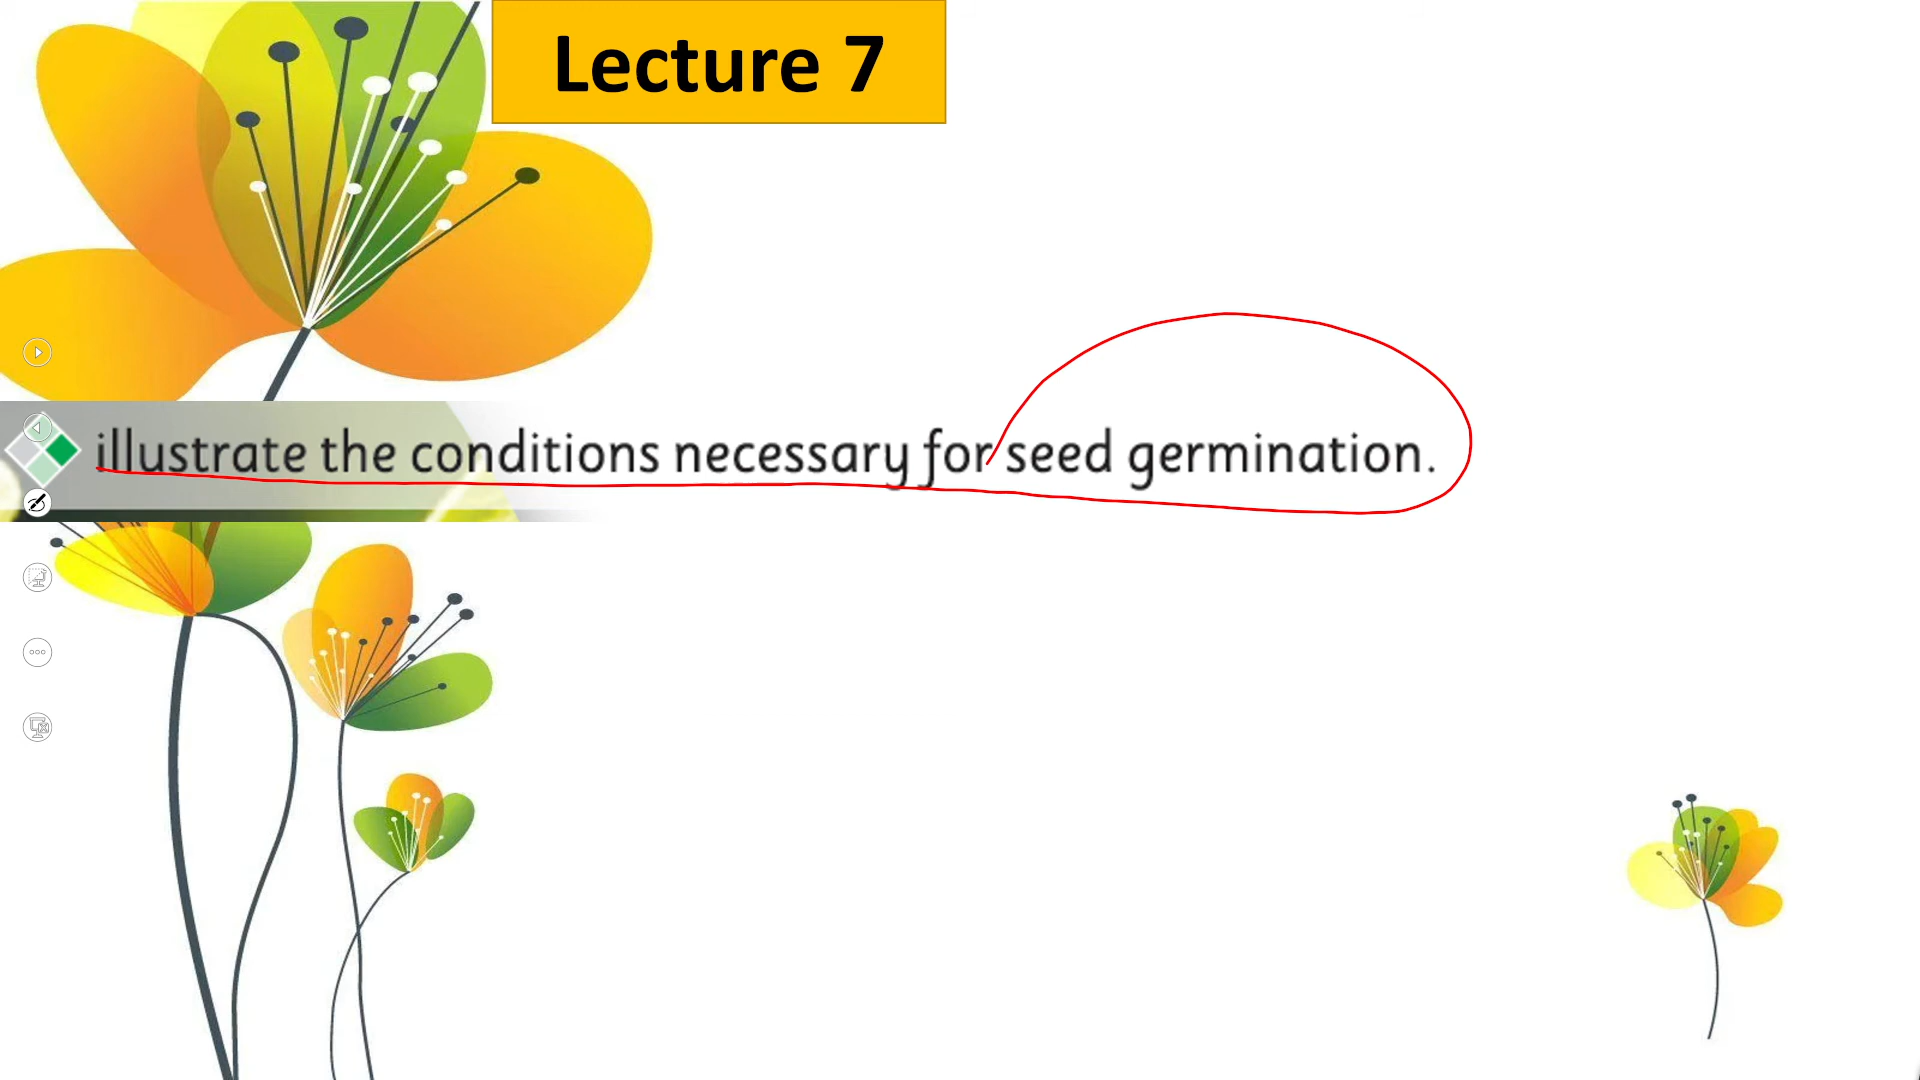 Lecture 7
illustrate the conditions necessary for seed germination.